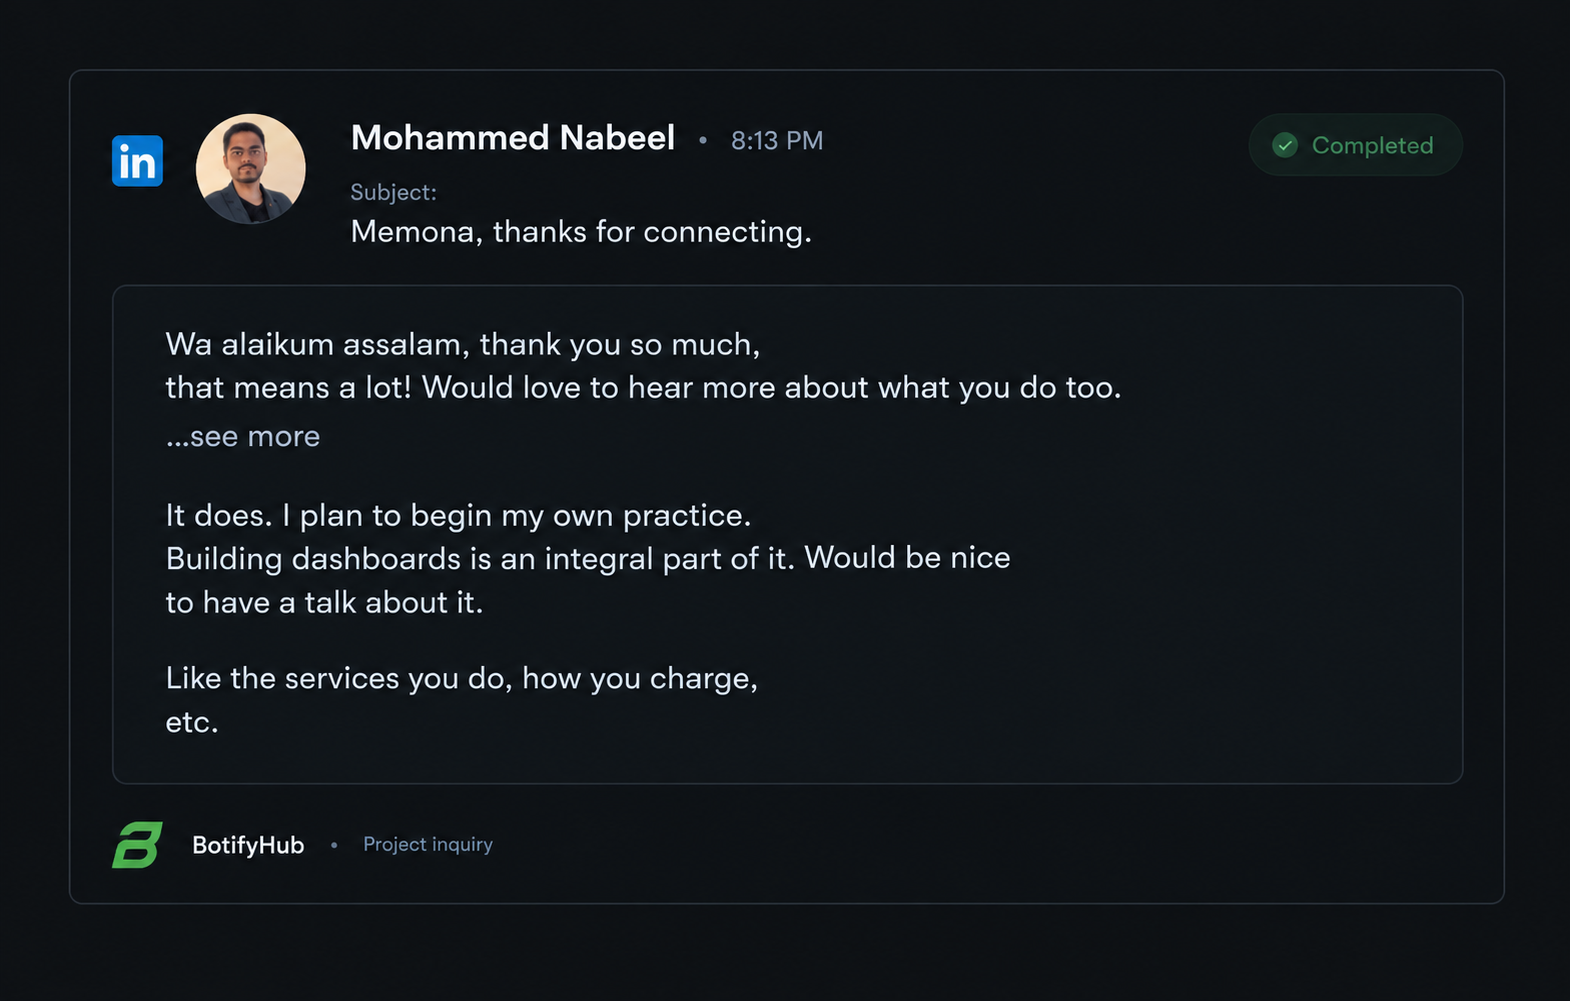 in
Mohammed Nabeel • 8:13 PM
Completed
Subject:
Memona, thanks for connecting.
Wa alaikum assalam, thank you so much,
that means a lot! Would love to hear more about what you do too.
...see more
It does. I plan to begin my own practice.
Building dashboards is an integral part of it. Would be nice
to have a talk about it.
Like the services you do, how you charge,
etc.
BotifyHub • Project inquiry